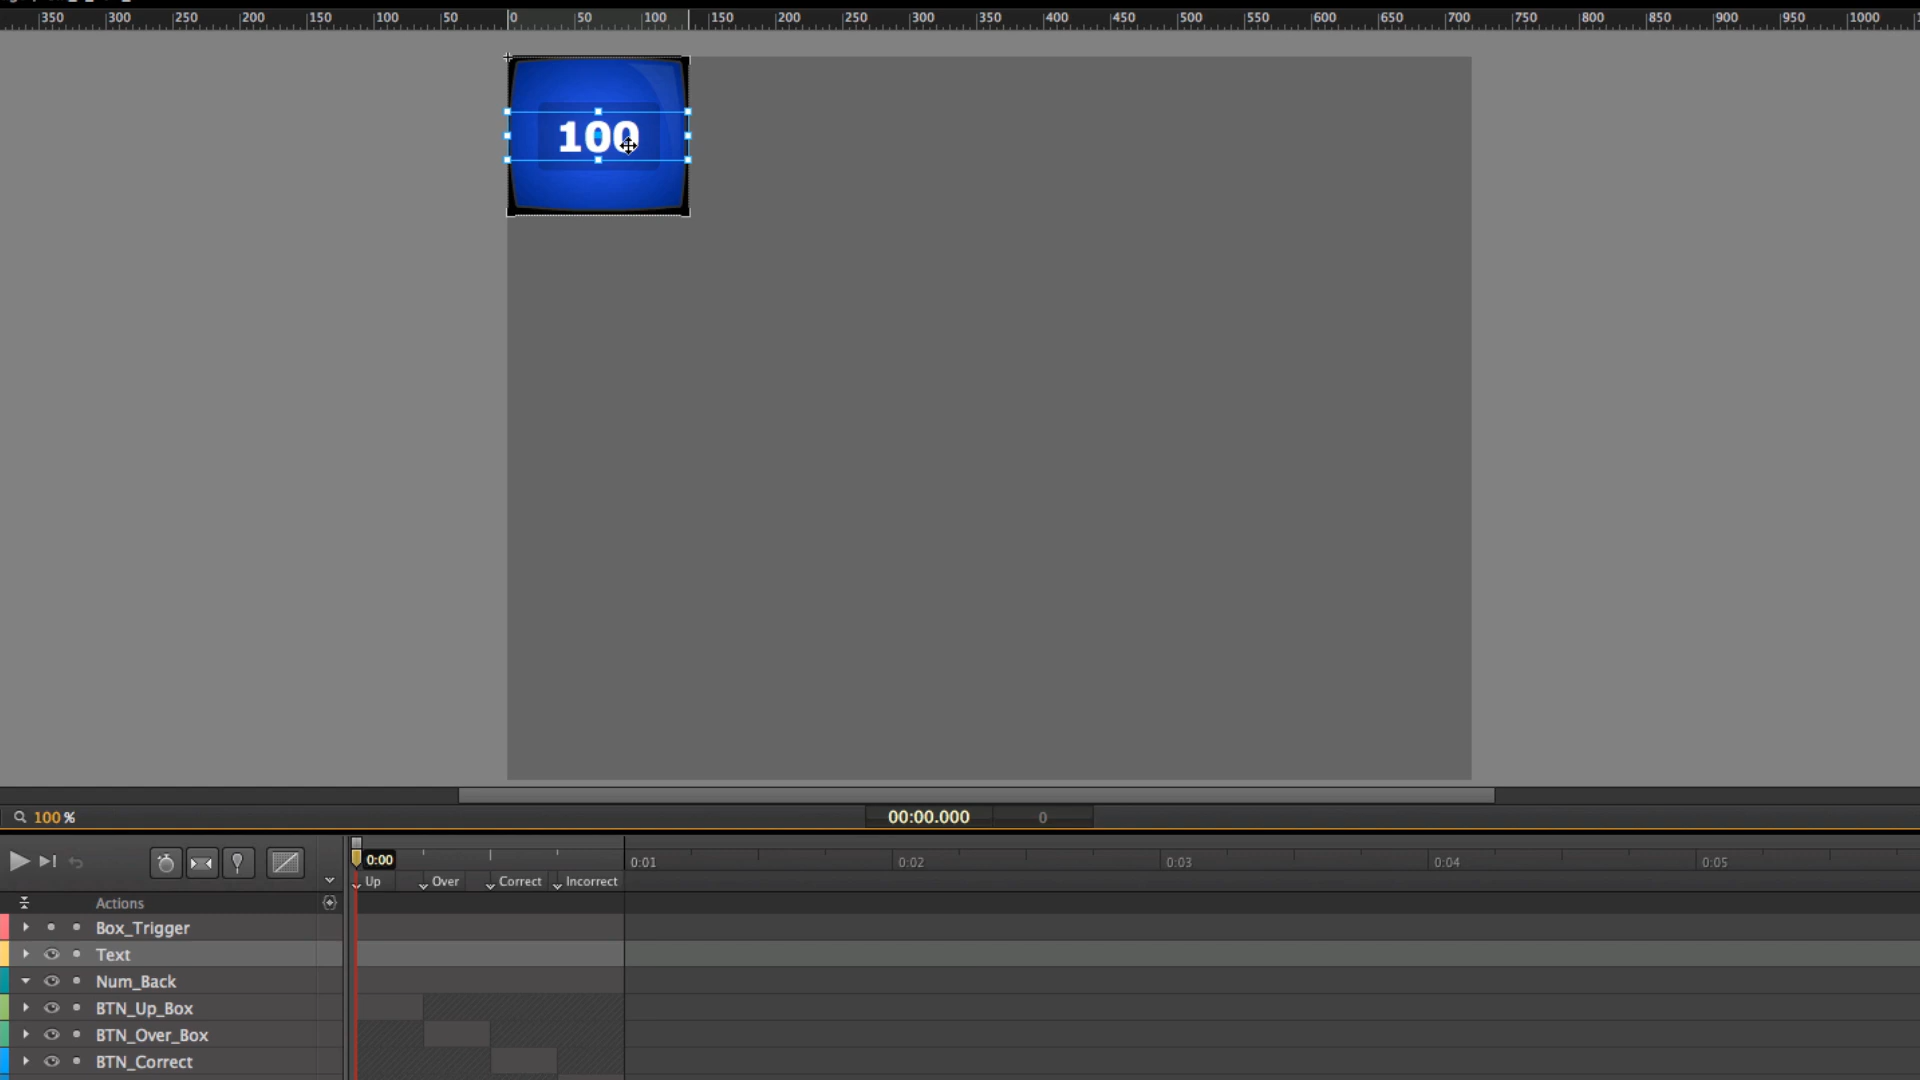 350 300 250 200 150 100 50 0 50 100 150 200 250 300 350 400 450 500 550 600 650 700 750 800 850 900 950 1000
100
100 %
00:00.000 0
0:00 0:01 0:02 0:03 0:04 0:05
Up Over Correct Incorrect
Actions
Box_Trigger
Text
Num_Back
BTN_Up_Box
BTN_Over_Box
BTN_Correct